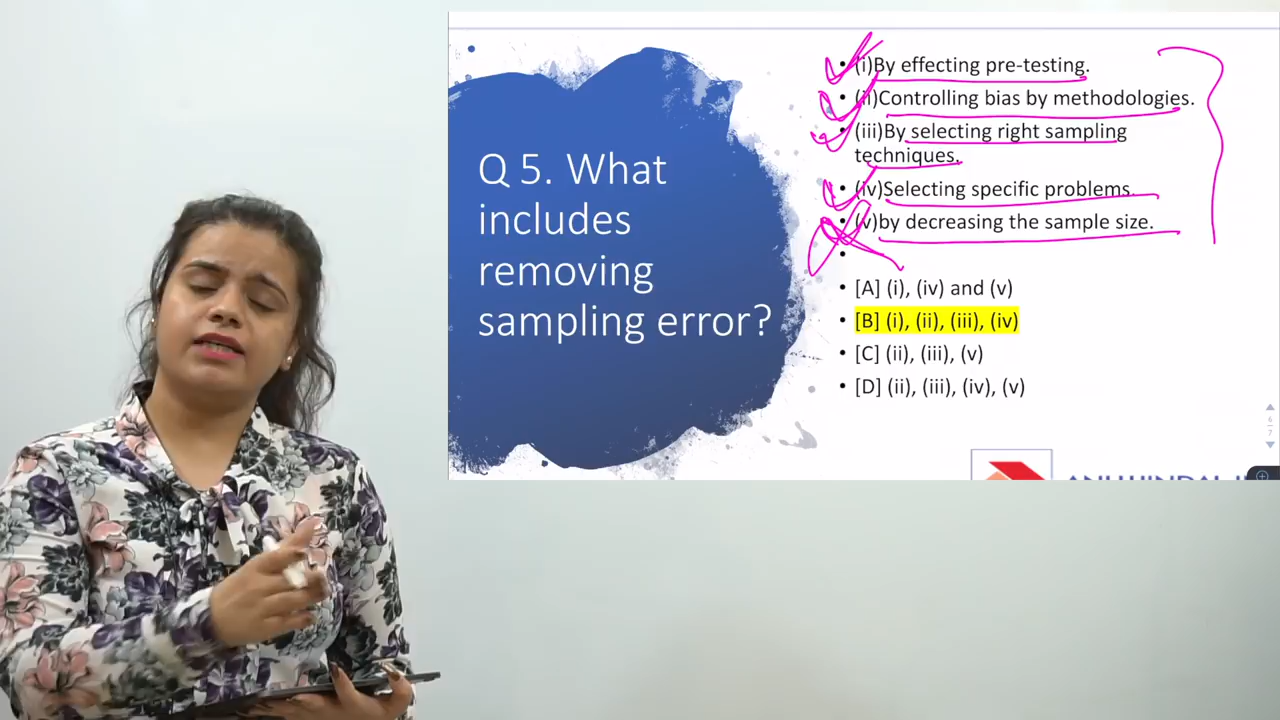 Q 5. What
includes
removing
sampling error?
• (i)By effecting pre-testing.
• (ii)Controlling bias by methodologies.
• (iii)By selecting right sampling
techniques.
• (iv)Selecting specific problems.
• (v)by decreasing the sample size.
•
• [A] (i), (iv) and (v)
• [B] (i), (ii), (iii), (iv)
• [C] (ii), (iii), (v)
• [D] (ii), (iii), (iv), (v)